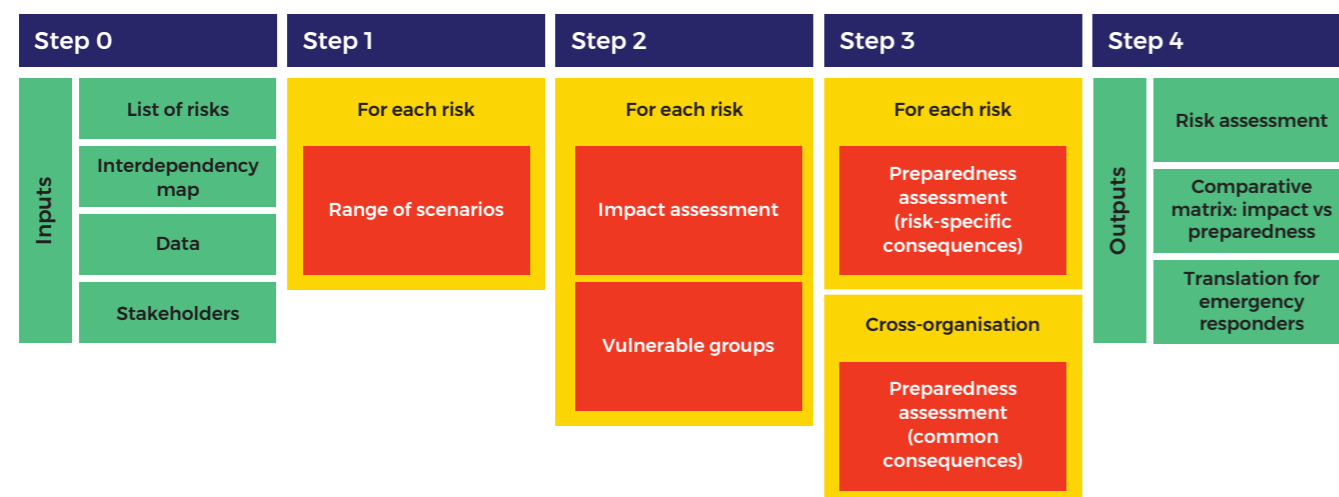 Step 0
Step 1
Step 2
Step 3
Step 4
Inputs
List of risks
Interdependency
map
Data
Stakeholders
For each risk
Range of scenarios
For each risk
Impact assessment
Vulnerable groups
For each risk
Preparedness
assessment
(risk-specific
consequences)
Cross-organisation
Preparedness
assessment
(common
consequences)
Outputs
Risk assessment
Comparative
matrix: impact vs
preparedness
Translation for
emergency
responders